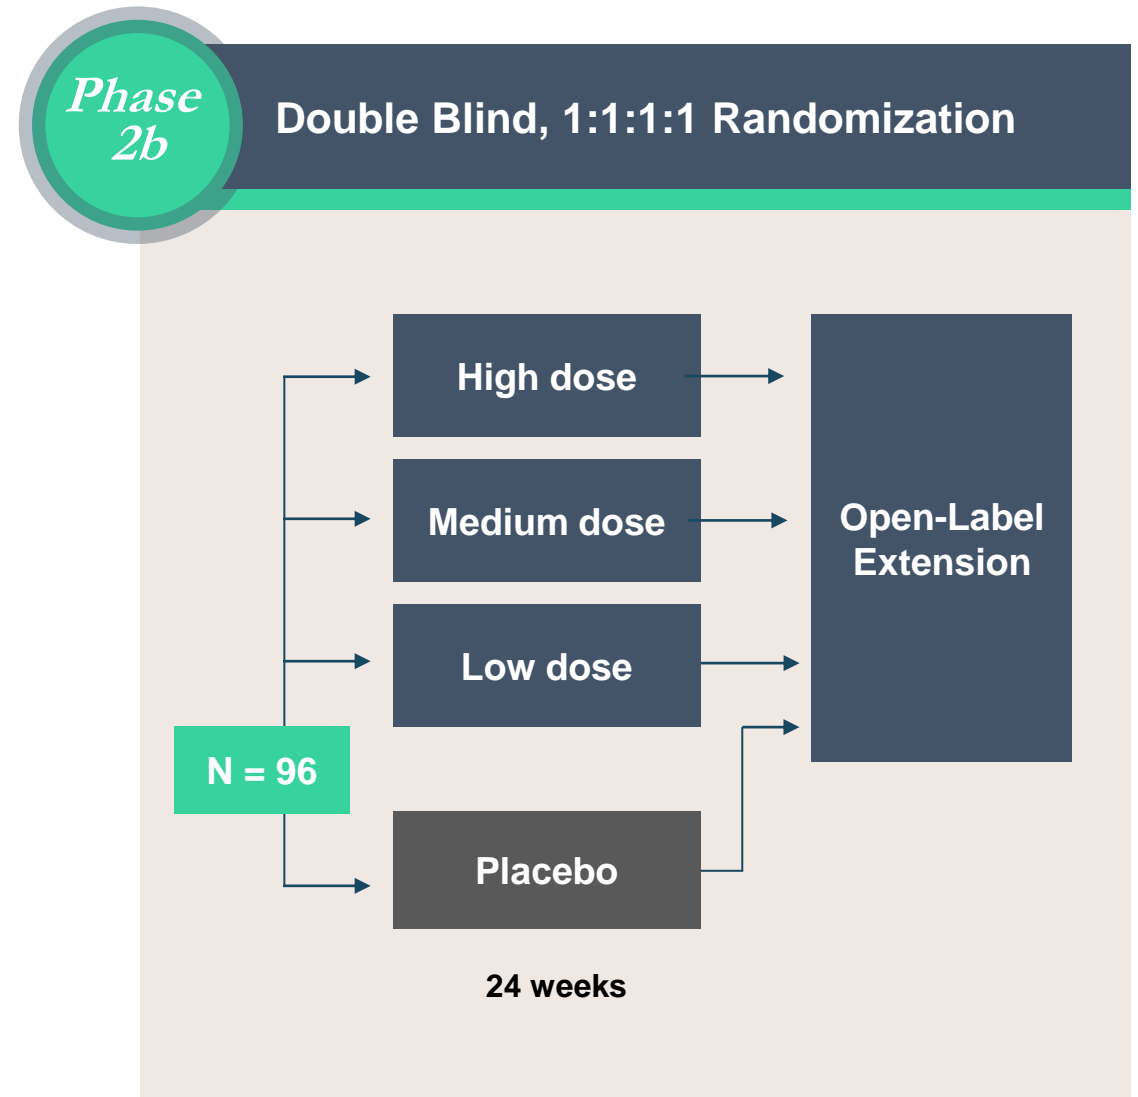 Phase
2b
Double Blind, 1:1:1:1 Randomization
High dose
Medium dose
Low dose
Open-Label
Extension
N = 96
Placebo
24 weeks